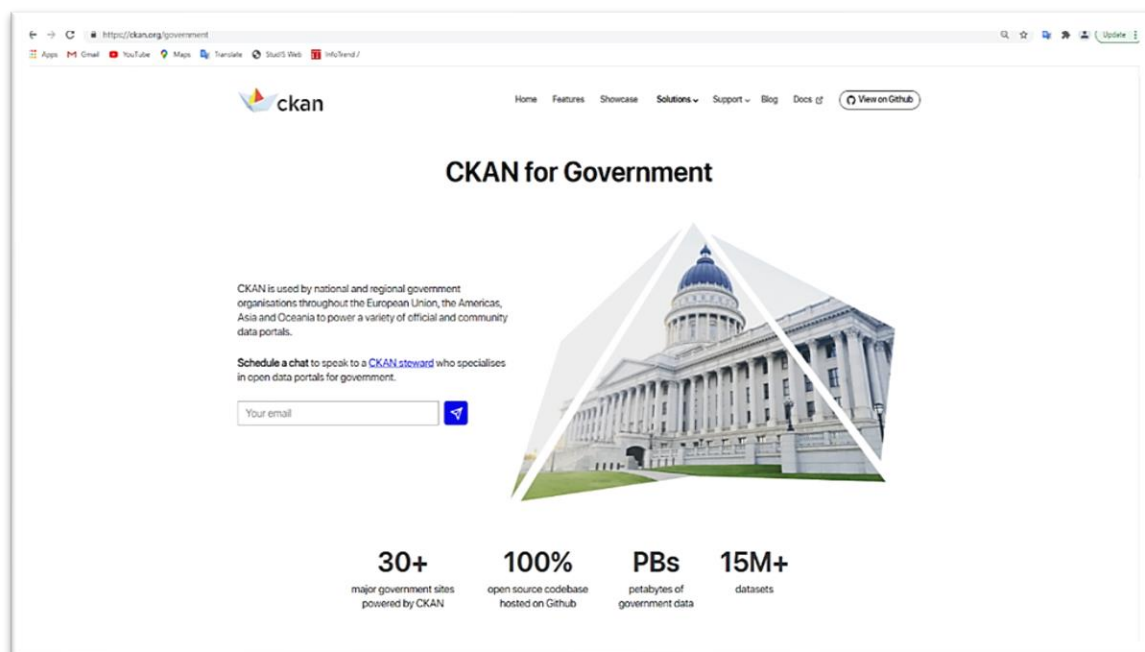 https://ckan.org/government
Update
Apps Gmail YouTube Maps Translate StudIS Web InfoTrend /
ckan
Home Features Showcase Solutions Support Blog Docs View on Github
CKAN for Government
CKAN is used by national and regional government
organisations throughout the European Union, the Americas,
Asia and Oceania to power a variety of official and community
data portals.
Schedule a chat to speak to a CKAN steward who specialises
in open data portals for government.
Your email
30+ 100% PBs 15M+
major government sites open source codebase petabytes of datasets
powered by CKAN hosted on Github government data